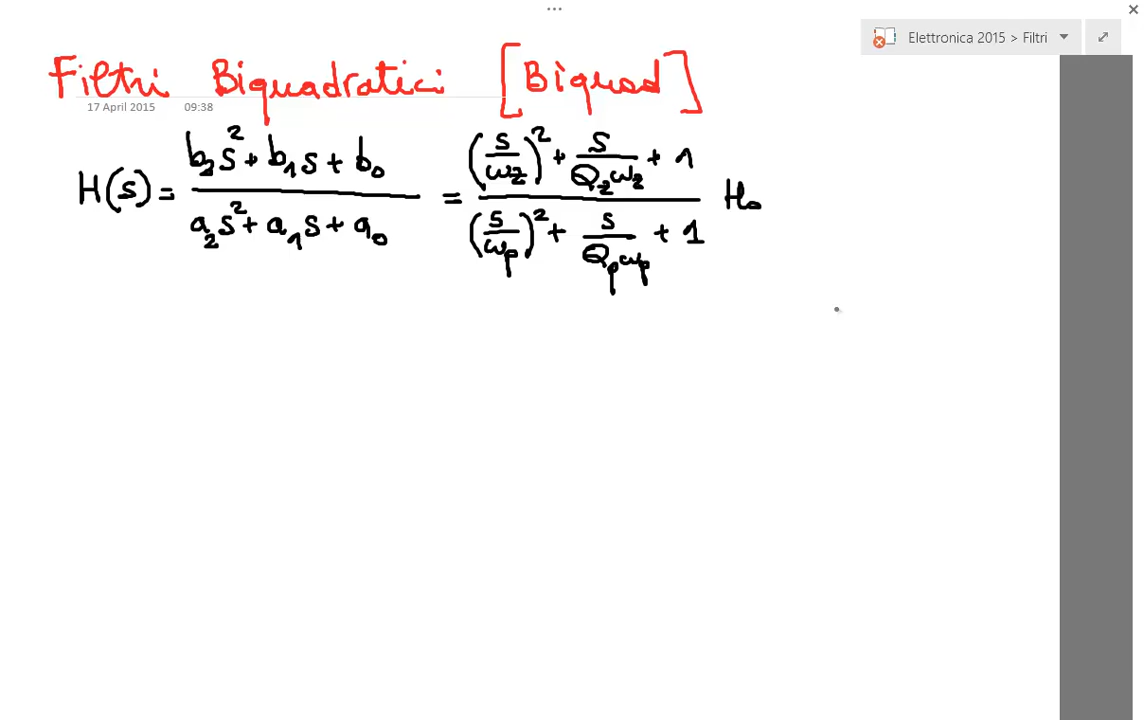 Elettronica 2015 > Filtri
Filtri Biquadratici [Biquad]
17 April 2015 09:38
H(s) = (b₂s² + b₁s + b₀) / (a₂s² + a₁s + a₀) = ((s/ωz)² + s/(Qzωz) + 1) / ((s/ωp)² + s/(Qpωp) + 1) H₀